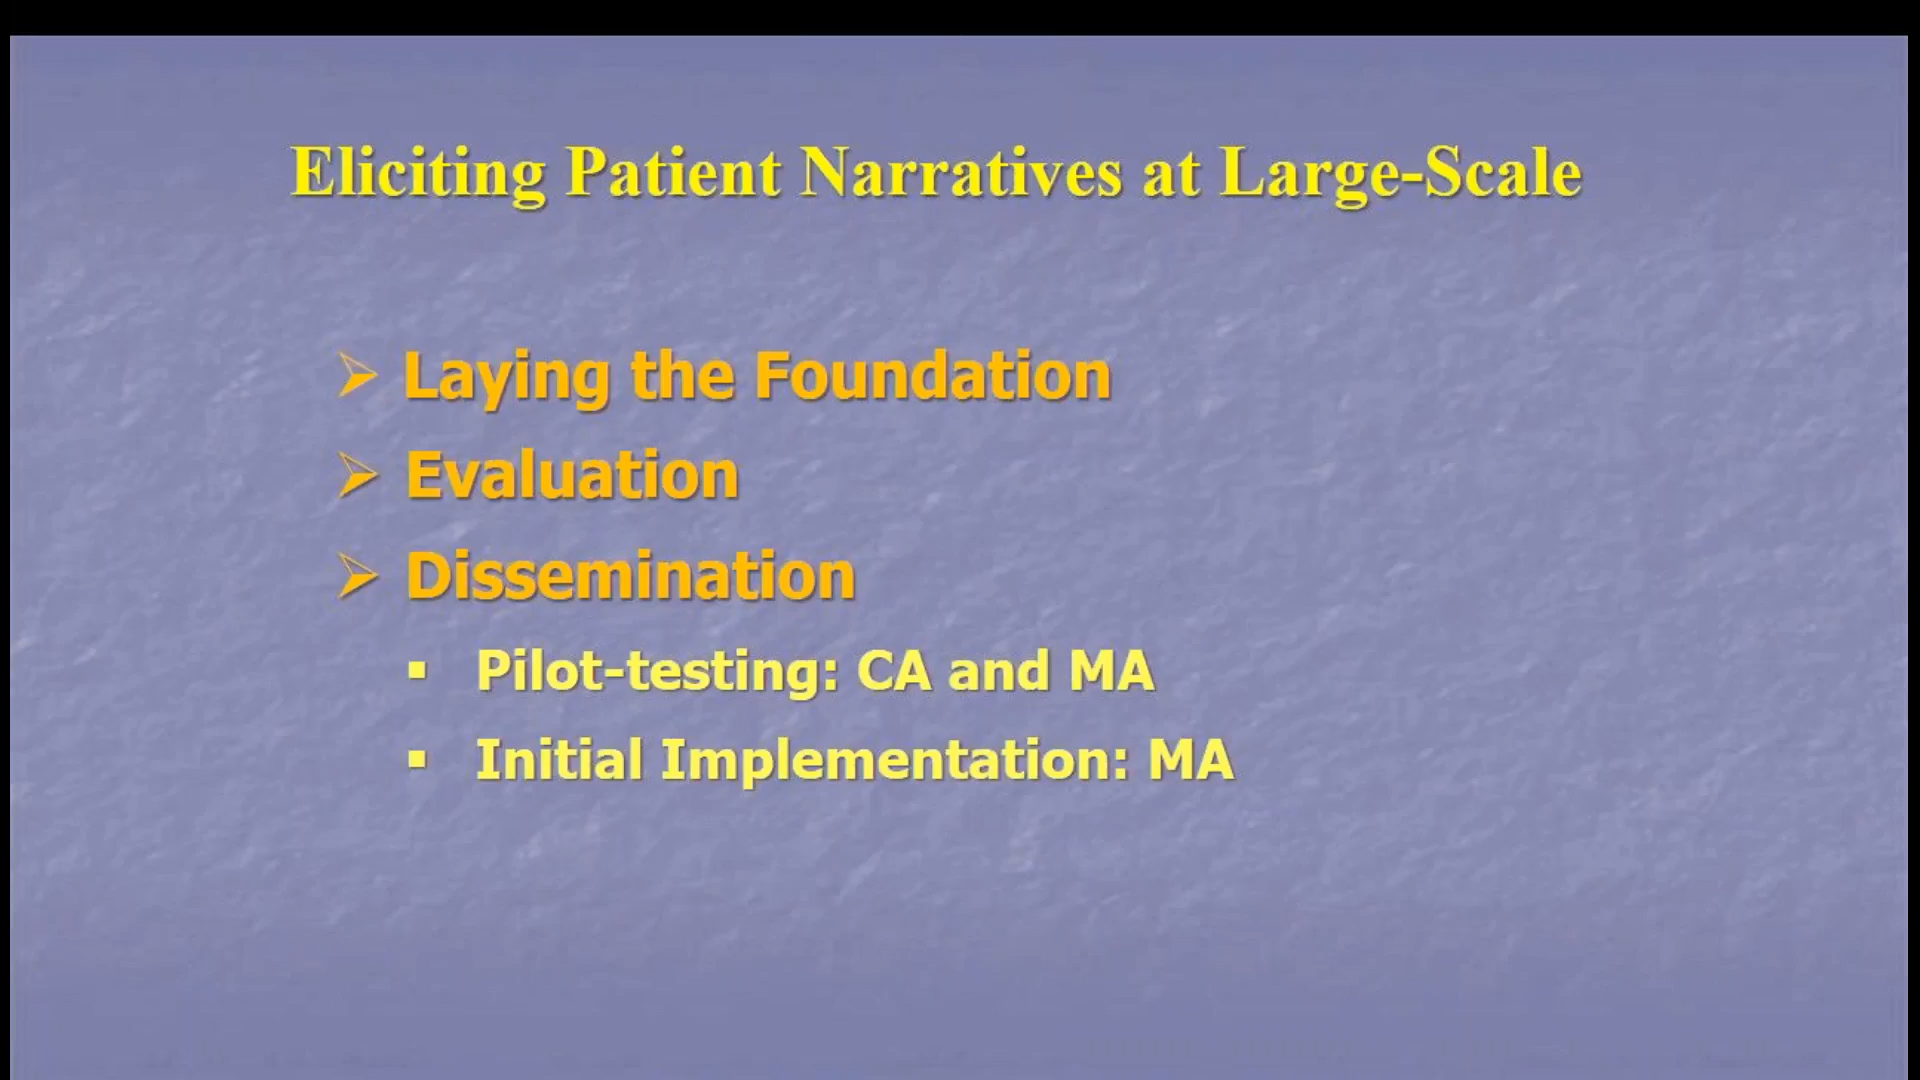 Eliciting Patient Narratives at Large-Scale
Laying the Foundation
Evaluation
Dissemination
Pilot-testing: CA and MA
Initial Implementation: MA